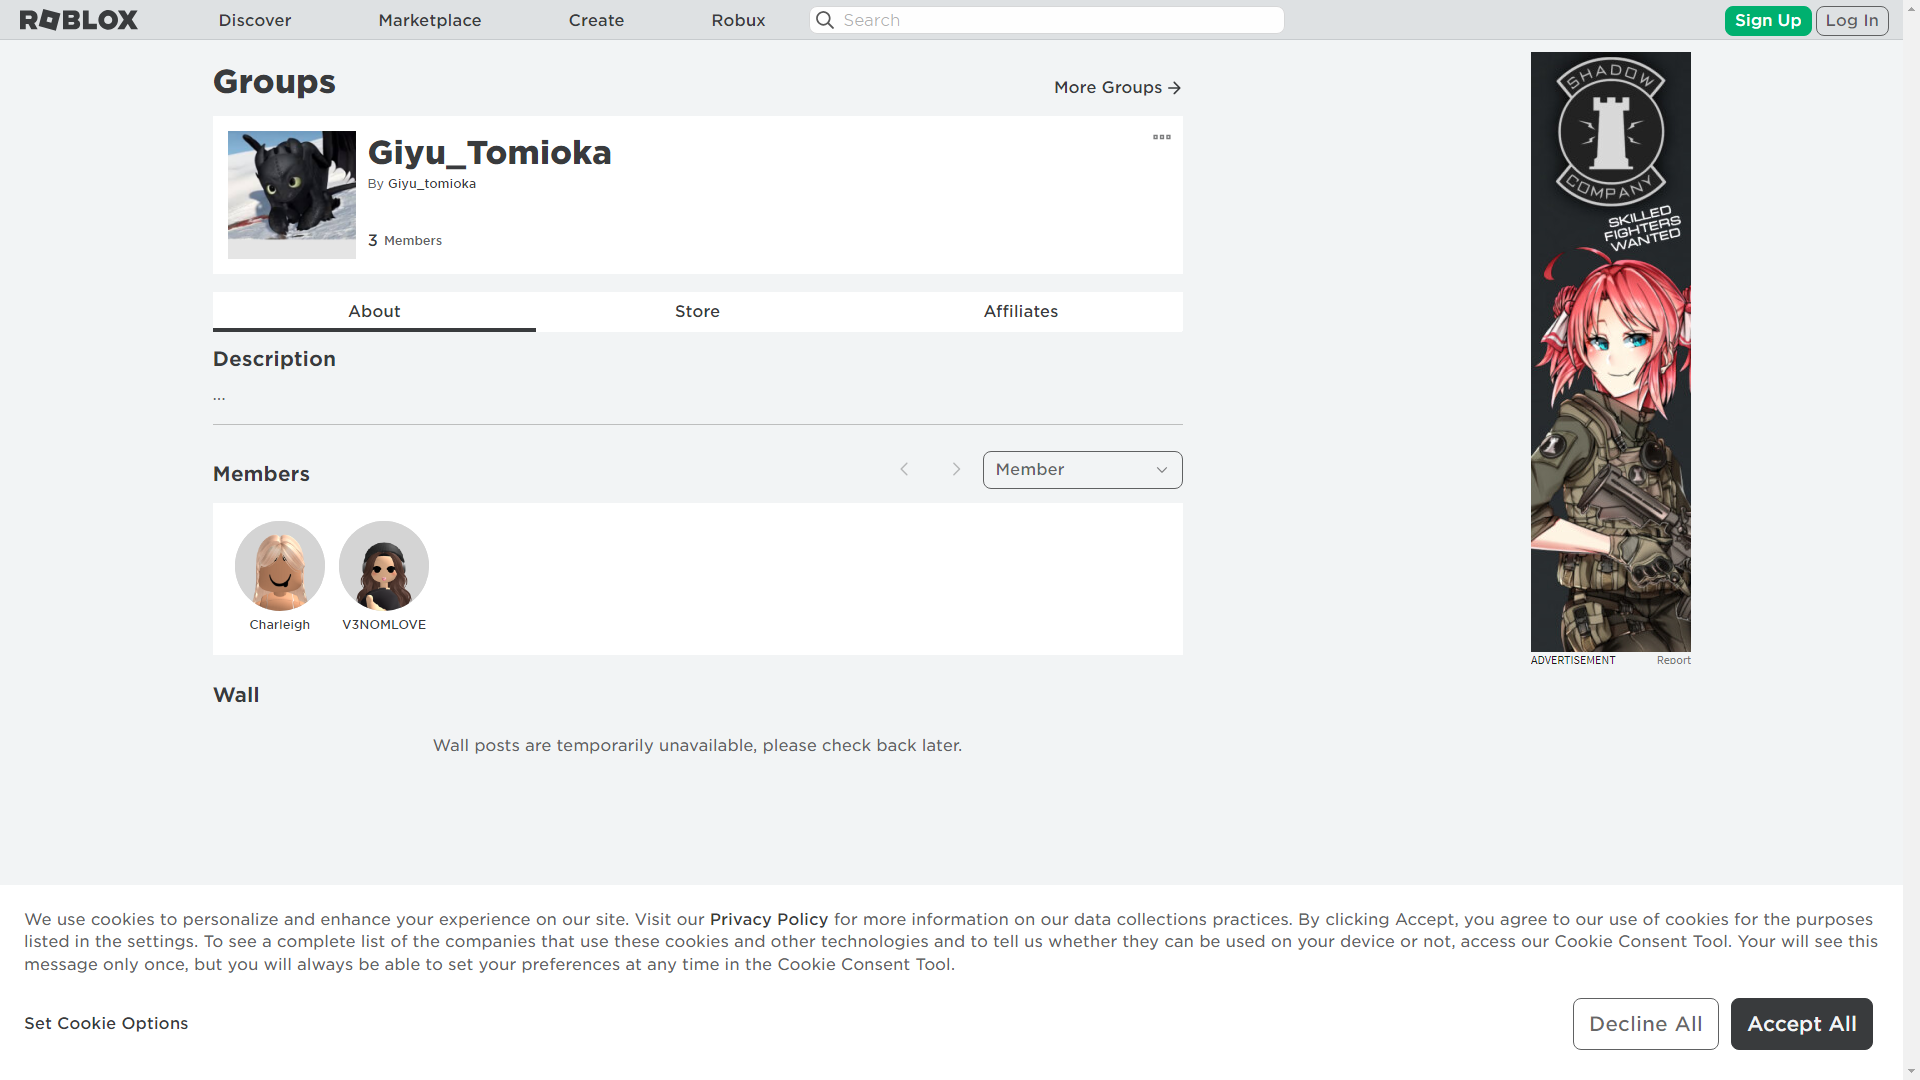 ROBLOX
Discover
Marketplace
Create
Robux
Search
Sign Up
Log In
Groups
More Groups
Giyu_Tomioka
By Giyu_tomioka
3 Members
About
Store
Affiliates
Description
...
Members
Member
Charleigh
V3NOMLOVE
Wall
Wall posts are temporarily unavailable, please check back later.
SHADOW
COMPANY
SKILLED
FIGHTERS
WANTED
ADVERTISEMENT
Report
We use cookies to personalize and enhance your experience on our site. Visit our Privacy Policy for more information on our data collections practices. By clicking Accept, you agree to our use of cookies for the purposes
listed in the settings. To see a complete list of the companies that use these cookies and other technologies and to tell us whether they can be used on your device or not, access our Cookie Consent Tool. Your will see this
message only once, but you will always be able to set your preferences at any time in the Cookie Consent Tool.
Set Cookie Options
Decline All
Accept All